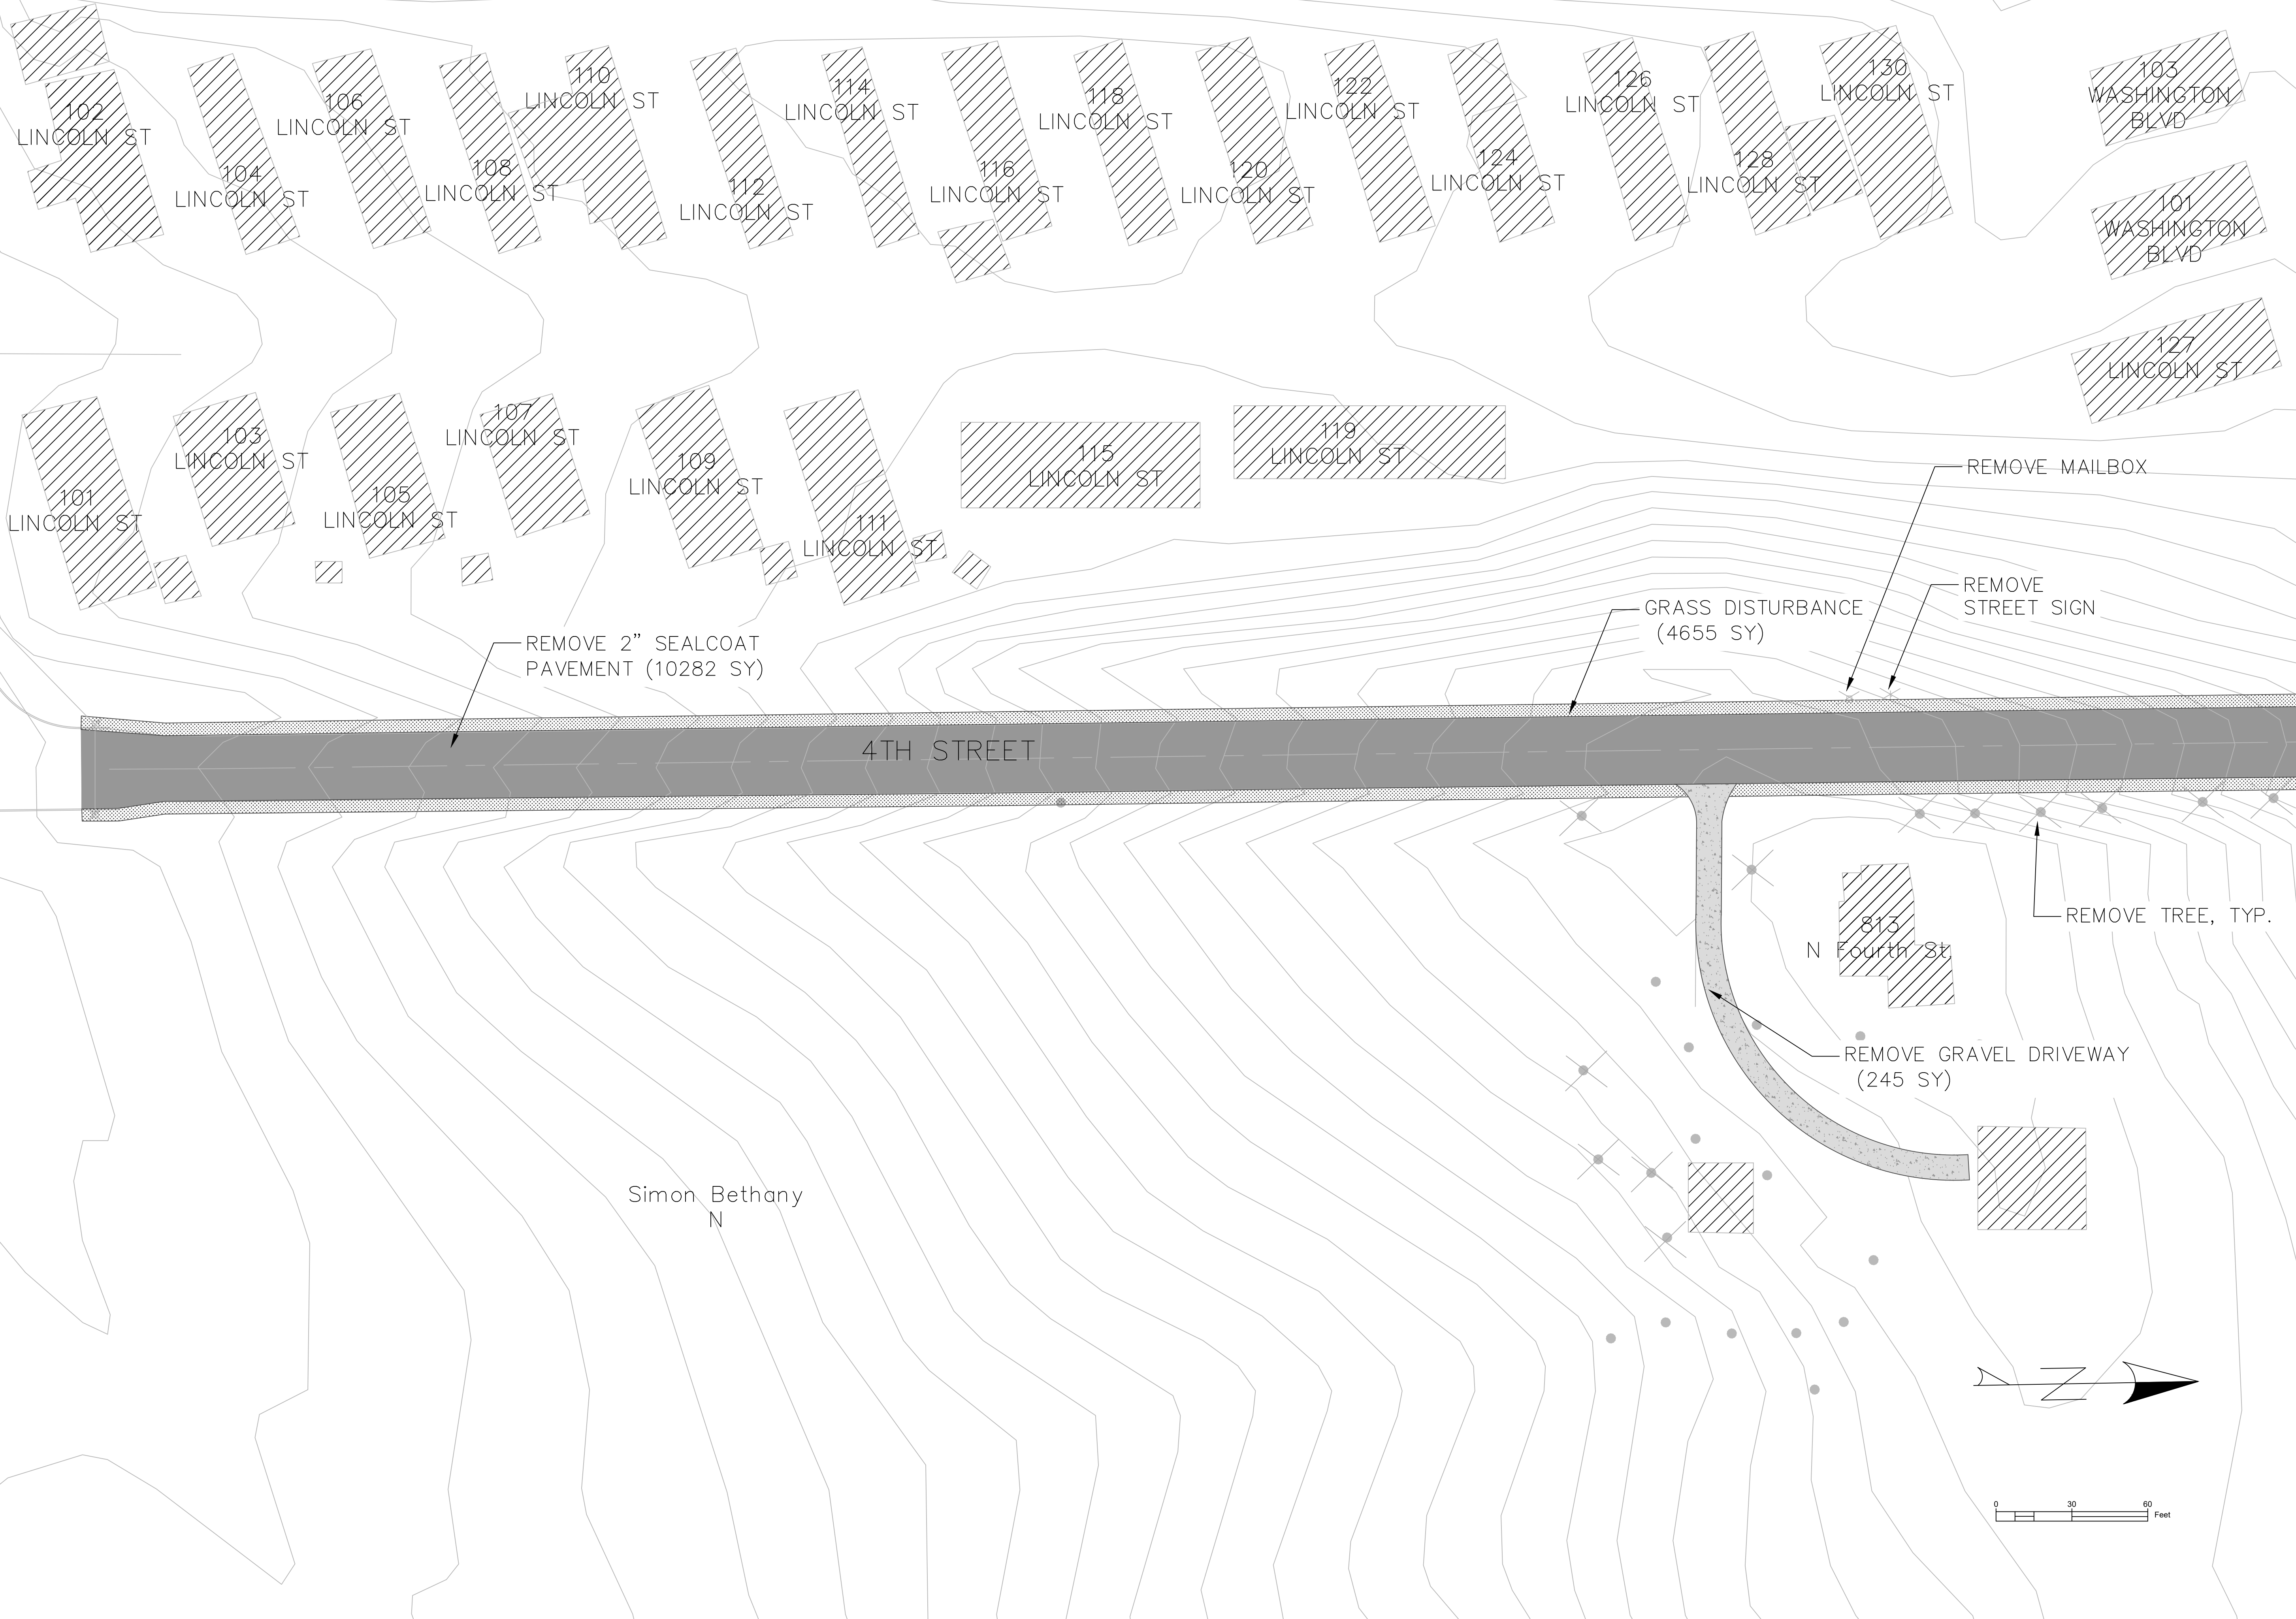 102
LINCOLN ST
104
LINCOLN ST
106
LINCOLN ST
108
LINCOLN ST
110
LINCOLN ST
112
LINCOLN ST
114
LINCOLN ST
116
LINCOLN ST
118
LINCOLN ST
120
LINCOLN ST
122
LINCOLN ST
124
LINCOLN ST
126
LINCOLN ST
128
LINCOLN ST
130
LINCOLN ST
103
WASHINGTON
BLVD
101
WASHINGTON
BLVD
127
LINCOLN ST
101
LINCOLN ST
103
LINCOLN ST
105
LINCOLN ST
107
LINCOLN ST
109
LINCOLN ST
111
LINCOLN ST
115
LINCOLN ST
119
LINCOLN ST
REMOVE MAILBOX
REMOVE
STREET SIGN
GRASS DISTURBANCE
(4655 SY)
REMOVE 2" SEALCOAT
PAVEMENT (10282 SY)
4TH STREET
813
N Fourth St.
REMOVE TREE, TYP.
REMOVE GRAVEL DRIVEWAY
(245 SY)
Simon Bethany
N
N
0 30 60
Feet